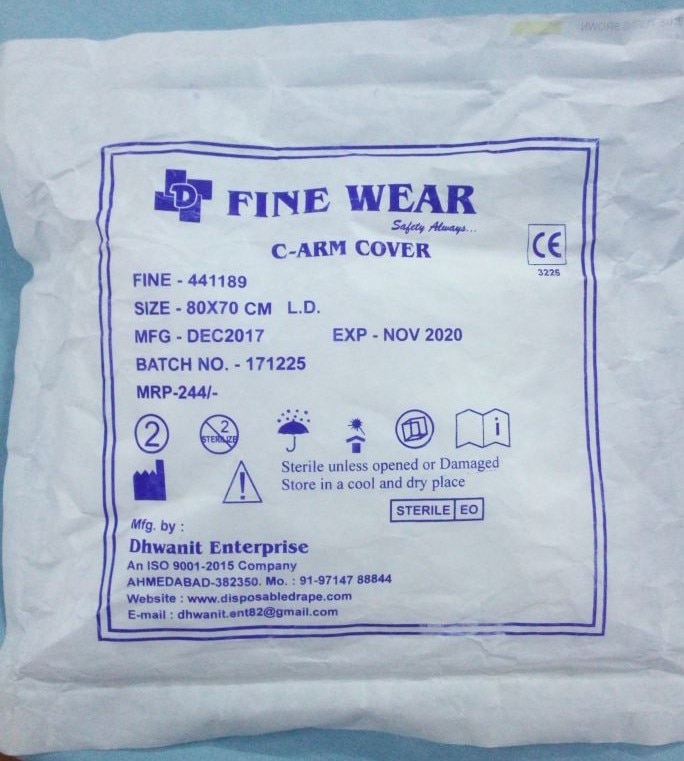 D FINE WEAR
Safety Always...
C-ARM COVER
CE
3226
FINE - 441189
SIZE - 80X70 CM L.D.
MFG - DEC2017 EXP - NOV 2020
BATCH NO. - 171225
MRP-244/-
2
2
STERILIZE
i
!
Sterile unless opened or Damaged
Store in a cool and dry place
STERILE EO
Mfg. by :
Dhwanit Enterprise
An ISO 9001-2015 Company
AHMEDABAD-382350. Mo. : 91-97147 88844
Website : www.disposabledrape.com
E-mail : dhwanit.ent82@gmail.com